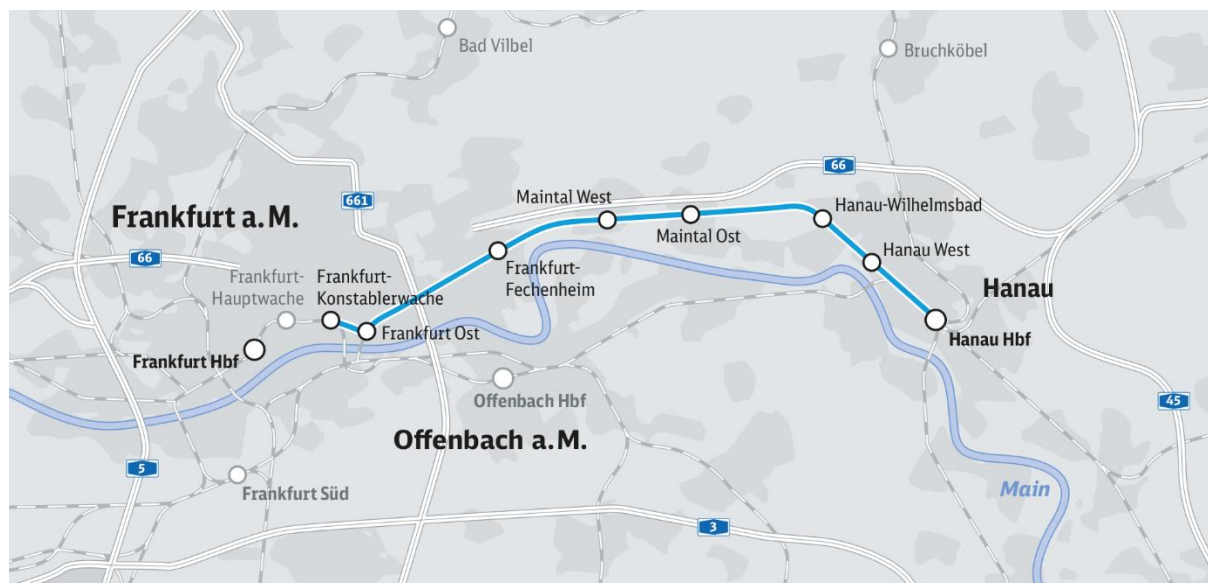 Bad Vilbel
Bruchköbel
66
Maintal West
661
Hanau-Wilhelmsbad
Frankfurt a.M.
Maintal Ost
66
Hanau West
Frankfurt-
Hauptwache
Frankfurt-
Konstablerwache
Frankfurt-
Fechenheim
Hanau
Frankfurt Ost
Hanau Hbf
Frankfurt Hbf
Offenbach Hbf
45
Offenbach a.M.
5
Frankfurt Süd
Main
3